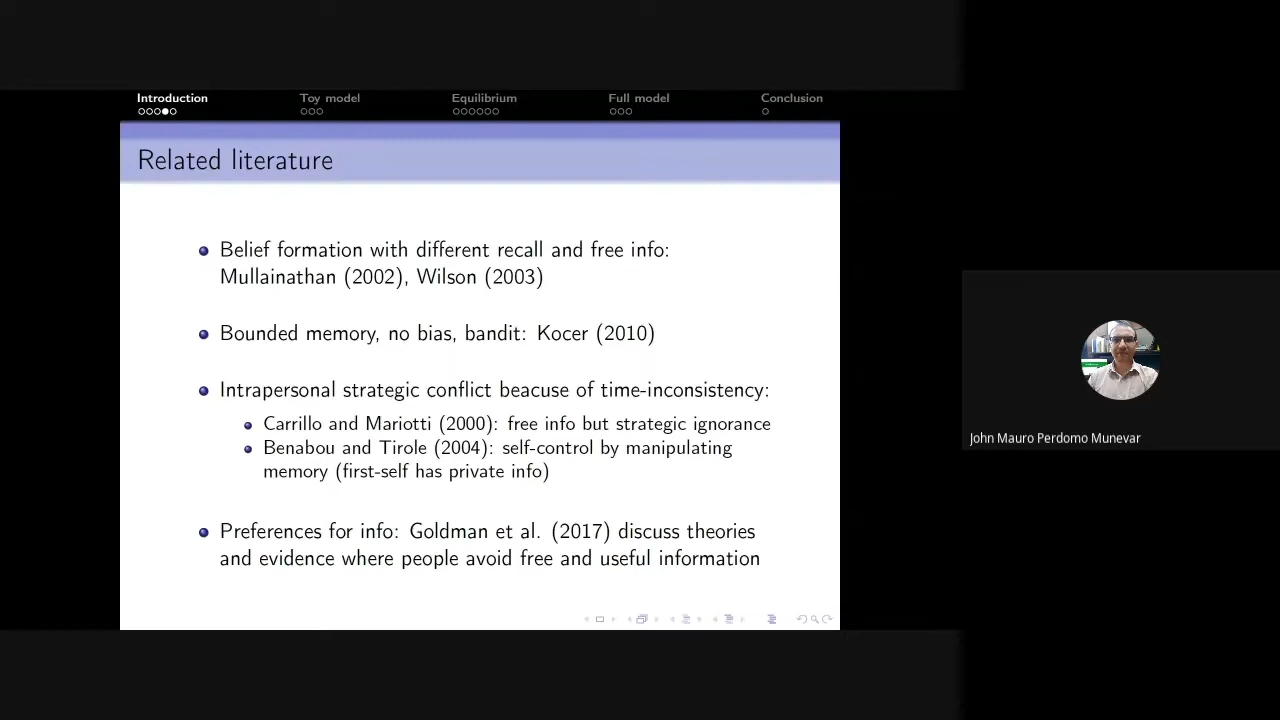 Introduction
Toy model
Equilibrium
Full model
Conclusion
Related literature
Belief formation with different recall and free info:
Mullainathan (2002), Wilson (2003)
Bounded memory, no bias, bandit: Kocer (2010)
Intrapersonal strategic conflict beacuse of time-inconsistency:
Carrillo and Mariotti (2000): free info but strategic ignorance
Benabou and Tirole (2004): self-control by manipulating
memory (first-self has private info)
Preferences for info: Goldman et al. (2017) discuss theories
and evidence where people avoid free and useful information
John Mauro Perdomo Munevar